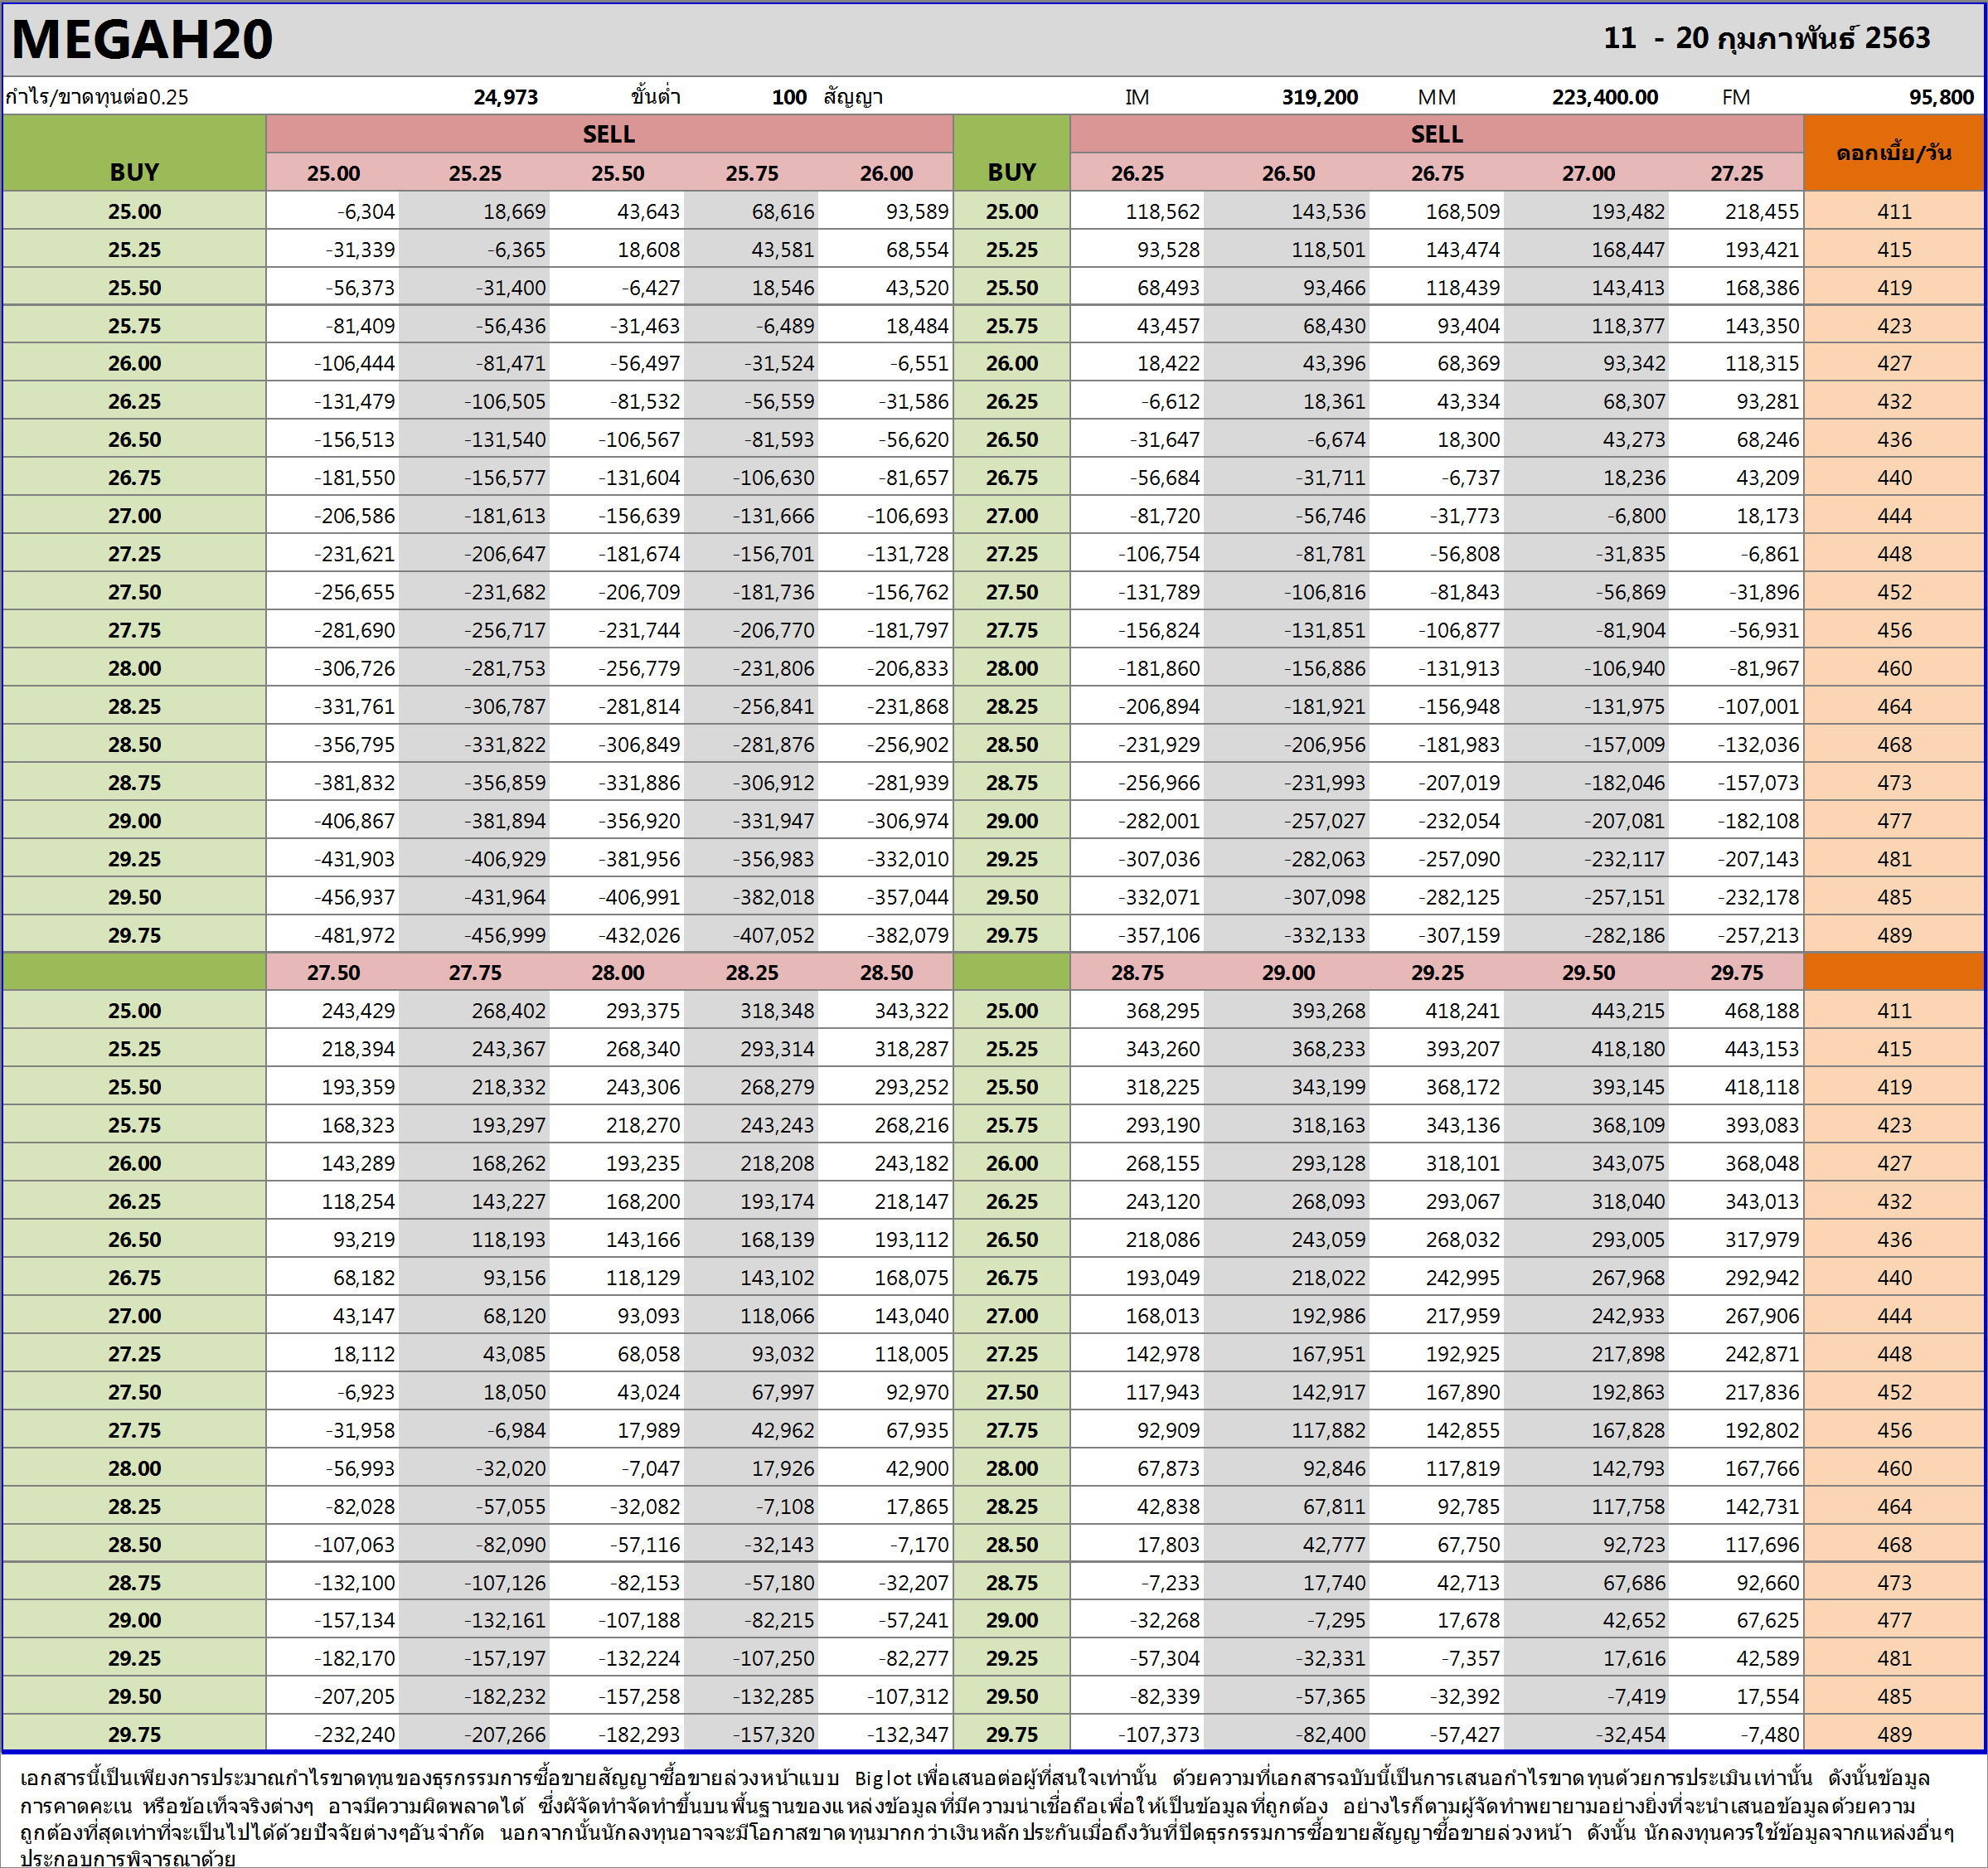 MEGAH20 11 - 20 กุมภาพันธ์ 2563
กำไร/ขาดทุนต่อ0.25 24,973 ขั้นต่ำ 100 สัญญา IM 319,200 MM 223,400.00 FM 95,800
SELL SELL
BUY 25.00 25.25 25.50 25.75 26.00 BUY 26.25 26.50 26.75 27.00 27.25 ดอกเบี้ย/วัน
25.00 -6,304 18,669 43,643 68,616 93,589 25.00 118,562 143,536 168,509 193,482 218,455 411
25.25 -31,339 -6,365 18,608 43,581 68,554 25.25 93,528 118,501 143,474 168,447 193,421 415
25.50 -56,373 -31,400 -6,427 18,546 43,520 25.50 68,493 93,466 118,439 143,413 168,386 419
25.75 -81,409 -56,436 -31,463 -6,489 18,484 25.75 43,457 68,430 93,404 118,377 143,350 423
26.00 -106,444 -81,471 -56,497 -31,524 -6,551 26.00 18,422 43,396 68,369 93,342 118,315 427
26.25 -131,479 -106,505 -81,532 -56,559 -31,586 26.25 -6,612 18,361 43,334 68,307 93,281 432
26.50 -156,513 -131,540 -106,567 -81,593 -56,620 26.50 -31,647 -6,674 18,300 43,273 68,246 436
26.75 -181,550 -156,577 -131,604 -106,630 -81,657 26.75 -56,684 -31,711 -6,737 18,236 43,209 440
27.00 -206,586 -181,613 -156,639 -131,666 -106,693 27.00 -81,720 -56,746 -31,773 -6,800 18,173 444
27.25 -231,621 -206,647 -181,674 -156,701 -131,728 27.25 -106,754 -81,781 -56,808 -31,835 -6,861 448
27.50 -256,655 -231,682 -206,709 -181,736 -156,762 27.50 -131,789 -106,816 -81,843 -56,869 -31,896 452
27.75 -281,690 -256,717 -231,744 -206,770 -181,797 27.75 -156,824 -131,851 -106,877 -81,904 -56,931 456
28.00 -306,726 -281,753 -256,779 -231,806 -206,833 28.00 -181,860 -156,886 -131,913 -106,940 -81,967 460
28.25 -331,761 -306,787 -281,814 -256,841 -231,868 28.25 -206,894 -181,921 -156,948 -131,975 -107,001 464
28.50 -356,795 -331,822 -306,849 -281,876 -256,902 28.50 -231,929 -206,956 -181,983 -157,009 -132,036 468
28.75 -381,832 -356,859 -331,886 -306,912 -281,939 28.75 -256,966 -231,993 -207,019 -182,046 -157,073 473
29.00 -406,867 -381,894 -356,920 -331,947 -306,974 29.00 -282,001 -257,027 -232,054 -207,081 -182,108 477
29.25 -431,903 -406,929 -381,956 -356,983 -332,010 29.25 -307,036 -282,063 -257,090 -232,117 -207,143 481
29.50 -456,937 -431,964 -406,991 -382,018 -357,044 29.50 -332,071 -307,098 -282,125 -257,151 -232,178 485
29.75 -481,972 -456,999 -432,026 -407,052 -382,079 29.75 -357,106 -332,133 -307,159 -282,186 -257,213 489
27.50 27.75 28.00 28.25 28.50 28.75 29.00 29.25 29.50 29.75
25.00 243,429 268,402 293,375 318,348 343,322 25.00 368,295 393,268 418,241 443,215 468,188 411
25.25 218,394 243,367 268,340 293,314 318,287 25.25 343,260 368,233 393,207 418,180 443,153 415
25.50 193,359 218,332 243,306 268,279 293,252 25.50 318,225 343,199 368,172 393,145 418,118 419
25.75 168,323 193,297 218,270 243,243 268,216 25.75 293,190 318,163 343,136 368,109 393,083 423
26.00 143,289 168,262 193,235 218,208 243,182 26.00 268,155 293,128 318,101 343,075 368,048 427
26.25 118,254 143,227 168,200 193,174 218,147 26.25 243,120 268,093 293,067 318,040 343,013 432
26.50 93,219 118,193 143,166 168,139 193,112 26.50 218,086 243,059 268,032 293,005 317,979 436
26.75 68,182 93,156 118,129 143,102 168,075 26.75 193,049 218,022 242,995 267,968 292,942 440
27.00 43,147 68,120 93,093 118,066 143,040 27.00 168,013 192,986 217,959 242,933 267,906 444
27.25 18,112 43,085 68,058 93,032 118,005 27.25 142,978 167,951 192,925 217,898 242,871 448
27.50 -6,923 18,050 43,024 67,997 92,970 27.50 117,943 142,917 167,890 192,863 217,836 452
27.75 -31,958 -6,984 17,989 42,962 67,935 27.75 92,909 117,882 142,855 167,828 192,802 456
28.00 -56,993 -32,020 -7,047 17,926 42,900 28.00 67,873 92,846 117,819 142,793 167,766 460
28.25 -82,028 -57,055 -32,082 -7,108 17,865 28.25 42,838 67,811 92,785 117,758 142,731 464
28.50 -107,063 -82,090 -57,116 -32,143 -7,170 28.50 17,803 42,777 67,750 92,723 117,696 468
28.75 -132,100 -107,126 -82,153 -57,180 -32,207 28.75 -7,233 17,740 42,713 67,686 92,660 473
29.00 -157,134 -132,161 -107,188 -82,215 -57,241 29.00 -32,268 -7,295 17,678 42,652 67,625 477
29.25 -182,170 -157,197 -132,224 -107,250 -82,277 29.25 -57,304 -32,331 -7,357 17,616 42,589 481
29.50 -207,205 -182,232 -157,258 -132,285 -107,312 29.50 -82,339 -57,365 -32,392 -7,419 17,554 485
29.75 -232,240 -207,266 -182,293 -157,320 -132,347 29.75 -107,373 -82,400 -57,427 -32,454 -7,480 489
เอกสารนี้เป็นเพียงการประมาณกำไรขาดทุนของธุรกรรมการซื้อขายสัญญาซื้อขายล่วงหน้าแบบ Big lot เพื่อเสนอต่อผู้ที่สนใจเท่านั้น ด้วยความที่เอกสารฉบับนี้เป็นการเสนอกำไรขาดทุนด้วยการประเมินเท่านั้น ดังนั้นข้อมูล
การคาดคะเน หรือข้อเท็จจริงต่างๆ อาจมีความผิดพลาดได้ ซึ่งผัจัดทำจัดทำขึ้นบนพื้นฐานของแหล่งข้อมูลที่มีความน่าเชื่อถือเพื่อให้เป็นข้อมูลที่ถูกต้อง อย่างไรก็ตามผู้จัดทำพยายามอย่างยิ่งที่จะนำเสนอข้อมูลด้วยความ
ถูกต้องที่สุดเท่าที่จะเป็นไปได้ด้วยปัจจัยต่างๆอันจำกัด นอกจากนั้นนักลงทุนอาจจะมีโอกาสขาดทุนมากกว่าเงินหลักประกันเมื่อถึงวันที่ปิดธุรกรรมการซื้อขายสัญญาซื้อขายล่วงหน้า ดังนั้น นักลงทุนควรใช้ข้อมูลจากแหล่งอื่นๆ
ประกอบการพิจารณาด้วย